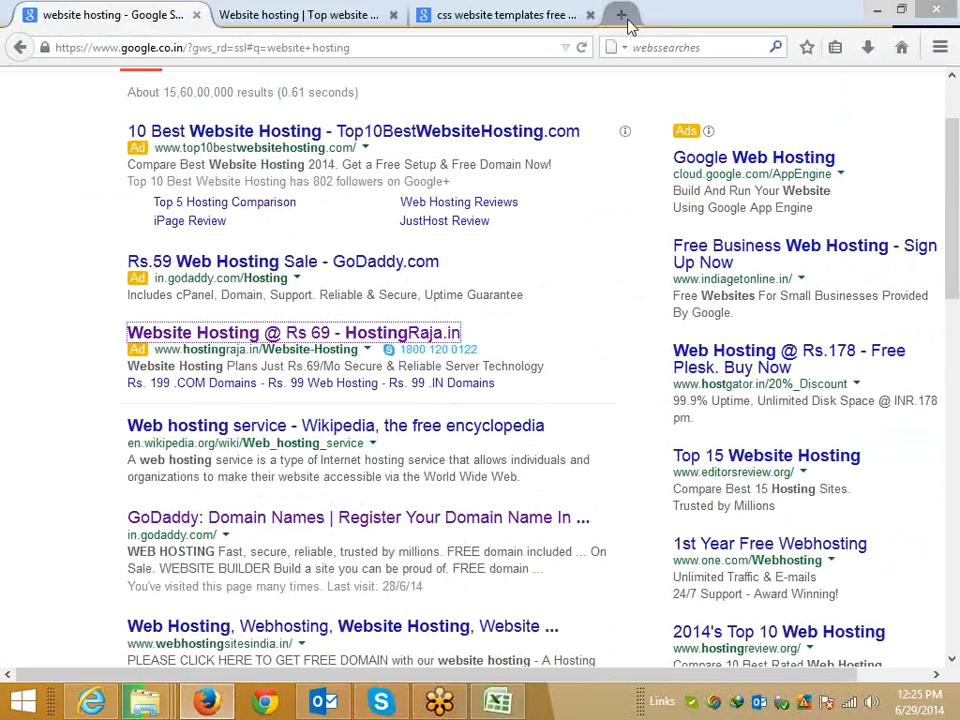 website hosting - Google S...
Website hosting | Top website ...
css website templates free ...
https://www.google.co.in/?gws_rd=ssl#q=website+hosting
webssearches
About 15,60,00,000 results (0.61 seconds)
10 Best Website Hosting - Top10BestWebsiteHosting.com
Ad www.top10bestwebsitehosting.com/
Compare Best Website Hosting 2014. Get a Free Setup & Free Domain Now!
Top 10 Best Website Hosting has 802 followers on Google+
Top 5 Hosting Comparison
Web Hosting Reviews
iPage Review
JustHost Review
Rs.59 Web Hosting Sale - GoDaddy.com
Ad in.godaddy.com/Hosting
Includes cPanel, Domain, Support. Reliable & Secure, Uptime Guarantee
Website Hosting @ Rs 69 - HostingRaja.in
Ad www.hostingraja.in/Website-Hosting 1800 120 0122
Website Hosting Plans Just Rs.69/Mo Secure & Reliable Server Technology
Rs. 199 .COM Domains - Rs. 99 Web Hosting - Rs. 99 .IN Domains
Web hosting service - Wikipedia, the free encyclopedia
en.wikipedia.org/wiki/Web_hosting_service
A web hosting service is a type of Internet hosting service that allows individuals and
organizations to make their website accessible via the World Wide Web.
GoDaddy: Domain Names | Register Your Domain Name In ...
in.godaddy.com/
WEB HOSTING Fast, secure, reliable, trusted by millions. FREE domain included ... On
Sale. WEBSITE BUILDER Build a site you can be proud of. FREE domain ...
You've visited this page many times. Last visit: 28/6/14
Web Hosting, Webhosting, Website Hosting, Website ...
www.webhostingsitesindia.in/
PLEASE CLICK HERE TO GET FREE DOMAIN with our website hosting - A Hosting
Ads
Google Web Hosting
cloud.google.com/AppEngine
Build And Run Your Website
Using Google App Engine
Free Business Web Hosting - Sign
Up Now
www.indiagetonline.in/
Free Websites For Small Businesses Provided
By Google.
Web Hosting @ Rs.178 - Free
Plesk. Buy Now
www.hostgator.in/20%_Discount
99.9% Uptime, Unlimited Disk Space @ INR.178
pm.
Top 15 Website Hosting
www.editorsreview.org/
Compare Best 15 Hosting Sites.
Trusted by Millions
1st Year Free Webhosting
www.one.com/Webhosting
Unlimited Traffic & E-mails
24/7 Support - Award Winning!
2014's Top 10 Web Hosting
www.hostingreview.org/
Compare 10 Best Rated Web Hosting
Links
12:25 PM
6/29/2014